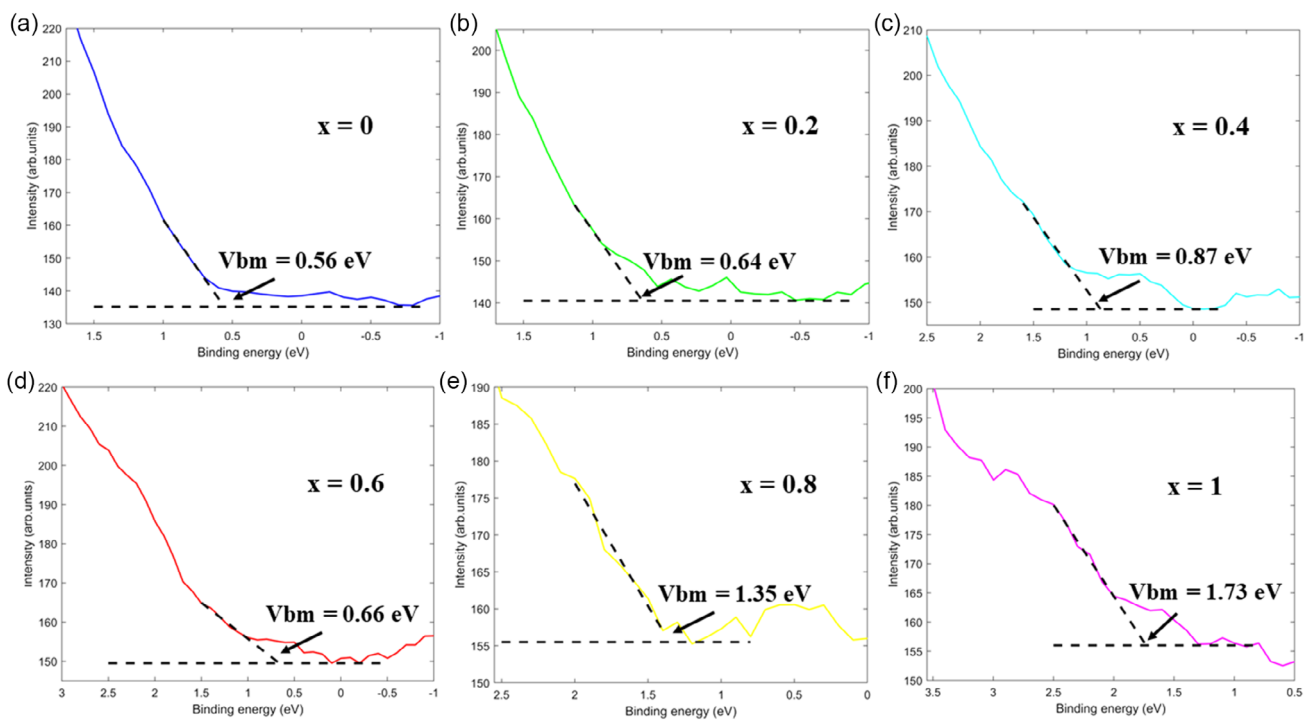 (a)
220
210
200
190
180
170
160
150
140
130
Intensity (arb.units)
x = 0
Vbm = 0.56 eV
1.5 1 0.5 0 -0.5 -1
Binding energy (eV)
(b)
200
190
180
170
160
150
140
Intensity (arb.units)
x = 0.2
Vbm = 0.64 eV
1.5 1 0.5 0 -0.5 -1
Binding energy (eV)
(c)
210
200
190
180
170
160
150
Intensity (arb.units)
x = 0.4
Vbm = 0.87 eV
2.5 2 1.5 1 0.5 0 -0.5 -1
Binding energy (eV)
(d)
220
210
200
190
180
170
160
150
Intensity (arb.units)
x = 0.6
Vbm = 0.66 eV
3 2.5 2 1.5 1 0.5 0 -0.5 -1
Binding energy (eV)
(e)
190
185
180
175
170
165
160
155
150
Intensity (arb.units)
x = 0.8
Vbm = 1.35 eV
2.5 2 1.5 1 0.5 0
Binding energy (eV)
(f)
200
195
190
185
180
175
170
165
160
155
150
Intensity (arb.units)
x = 1
Vbm = 1.73 eV
3.5 3 2.5 2 1.5 1 0.5
Binding energy (eV)